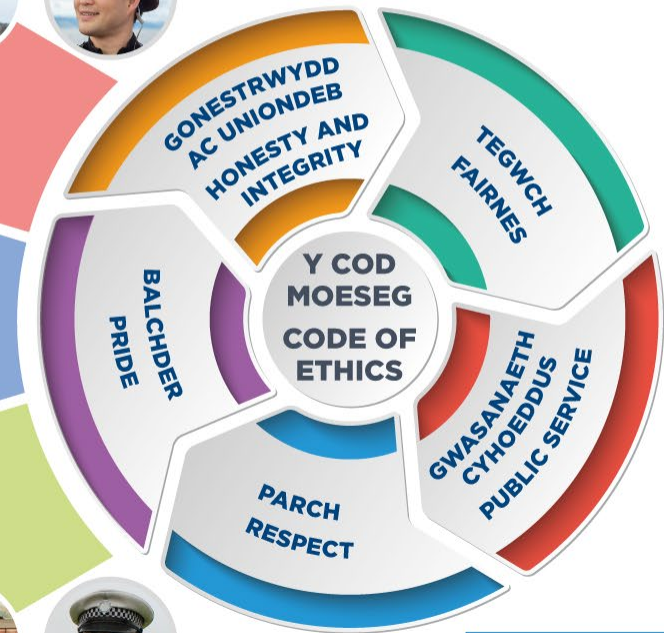 Y COD
MOESEG
CODE OF
ETHICS
GONESTRWYDD
AC UNIONDEB
HONESTY AND
INTEGRITY
TEGWCH
FAIRNES
GWASANAETH
CYHOEDDUS
PUBLIC SERVICE
PARCH
RESPECT
BALCHDER
PRIDE